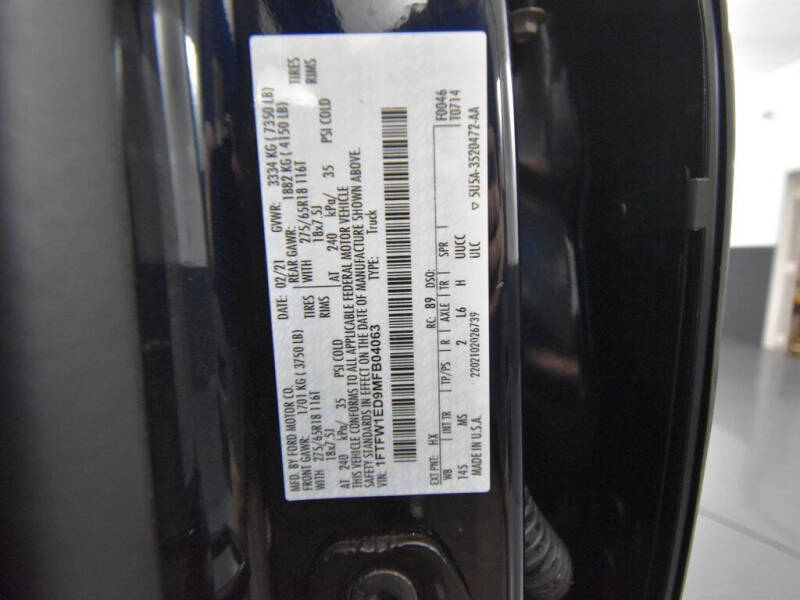 MFD. BY FORD MOTOR CO.
DATE: 02/21 GVWR: 3334 KG ( 7350 LB)
FRONT GAWR: 1701 KG ( 3750 LB) REAR GAWR: 1882 KG ( 4150 LB)
WITH 275/65R18 116T TIRES WITH 275/65R18 116T TIRES
18x7.5J RIMS 18x7.5J RIMS
AT 240 kPa/ 35 PSI COLD AT 240 kPa/ 35 PSI COLD
THIS VEHICLE CONFORMS TO ALL APPLICABLE FEDERAL MOTOR VEHICLE
SAFETY STANDARDS IN EFFECT ON THE DATE OF MANUFACTURE SHOWN ABOVE.
VIN: 1FTFW1ED9MFB04063 TYPE: Truck
F0046
EXT PNT: HX RC: 89 DSO: T0714
WB INT TR TP/PS R AXLE TR SPR
145 MS 2 L6 H UUCC
ULC
MADE IN U.S.A. 2202102026739 ▽ 5U5A-3520472-AA